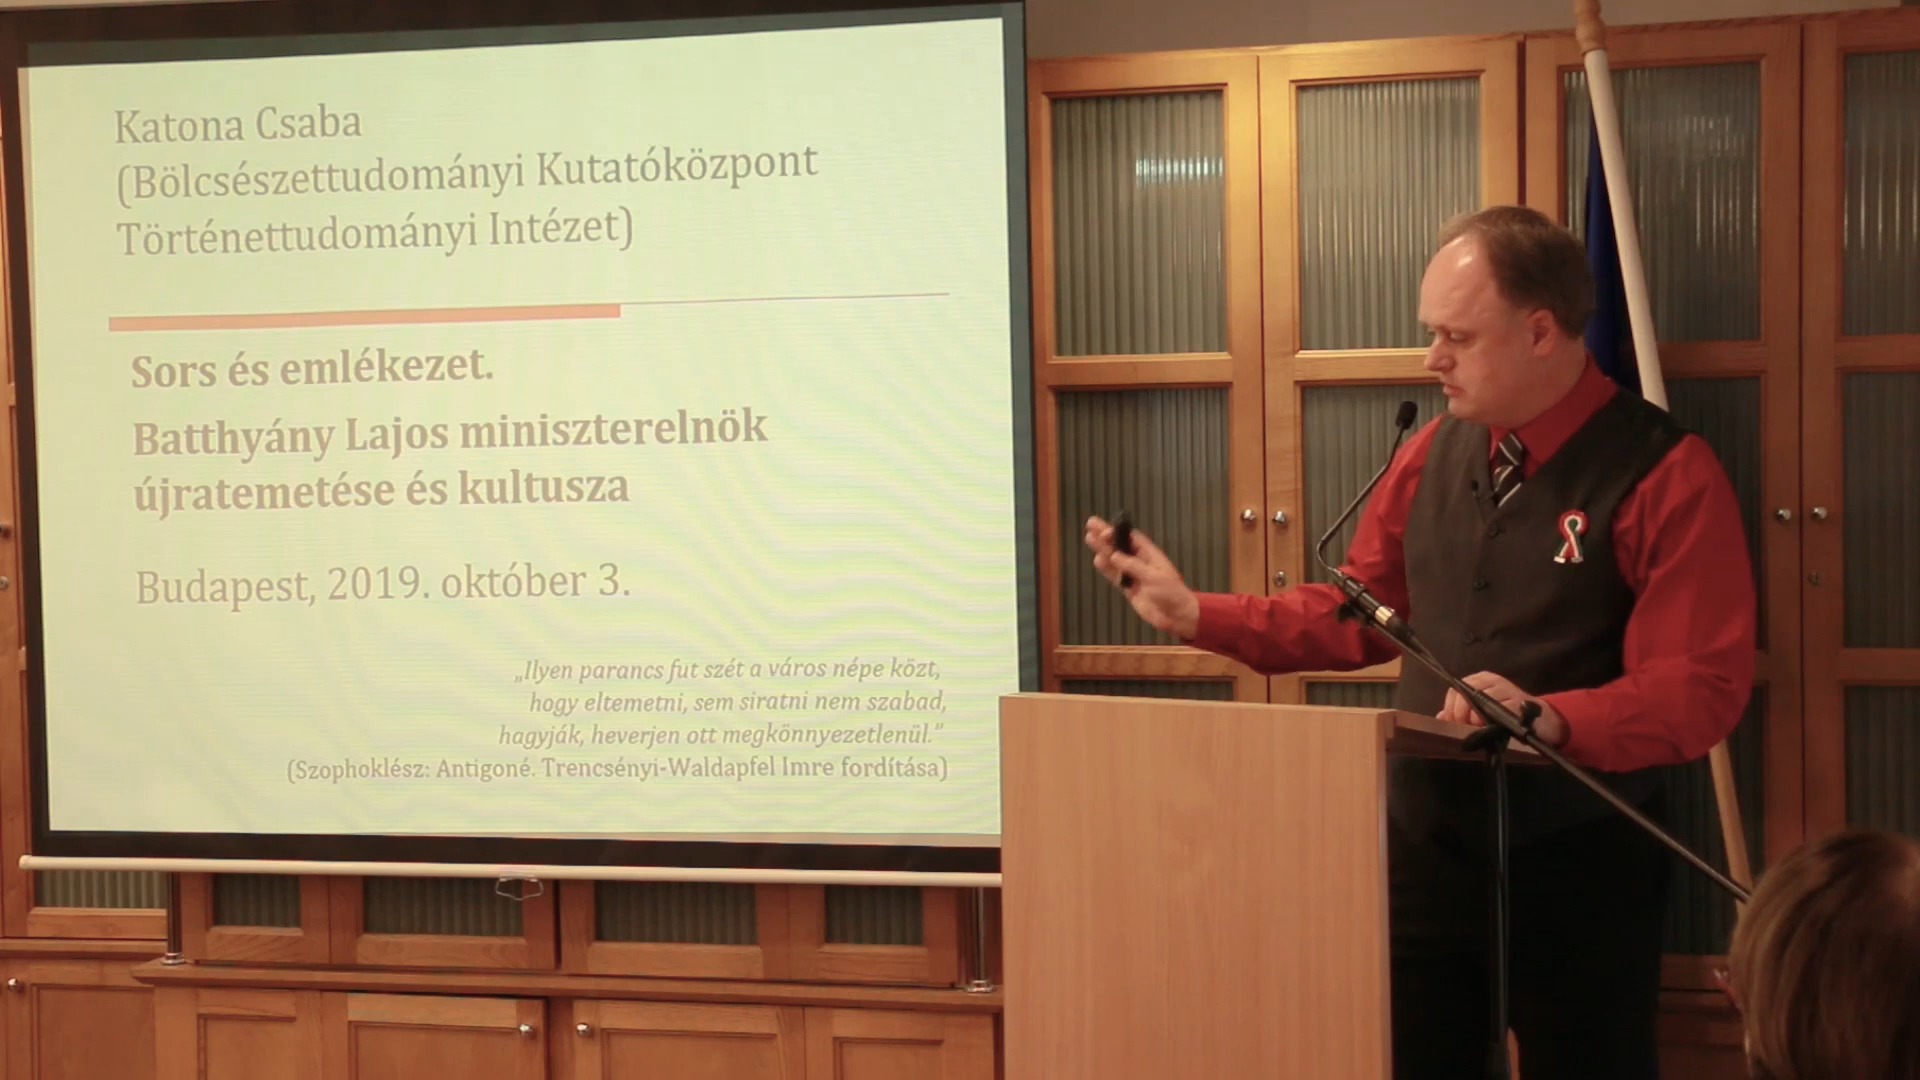 Katona Csaba
(Bölcsészettudományi Kutatóközpont
Történettudományi Intézet)
Sors és emlékezet.
Batthyány Lajos miniszterelnök
újratemetése és kultusza
Budapest, 2019. október 3.
„Ilyen parancs fut szét a város népe közt,
hogy eltemetni, sem siratni nem szabad,
hagyják, heverjen ott megkönnyezetlenül.”
(Szophoklész: Antigoné. Trencsényi-Waldapfel Imre fordítása)